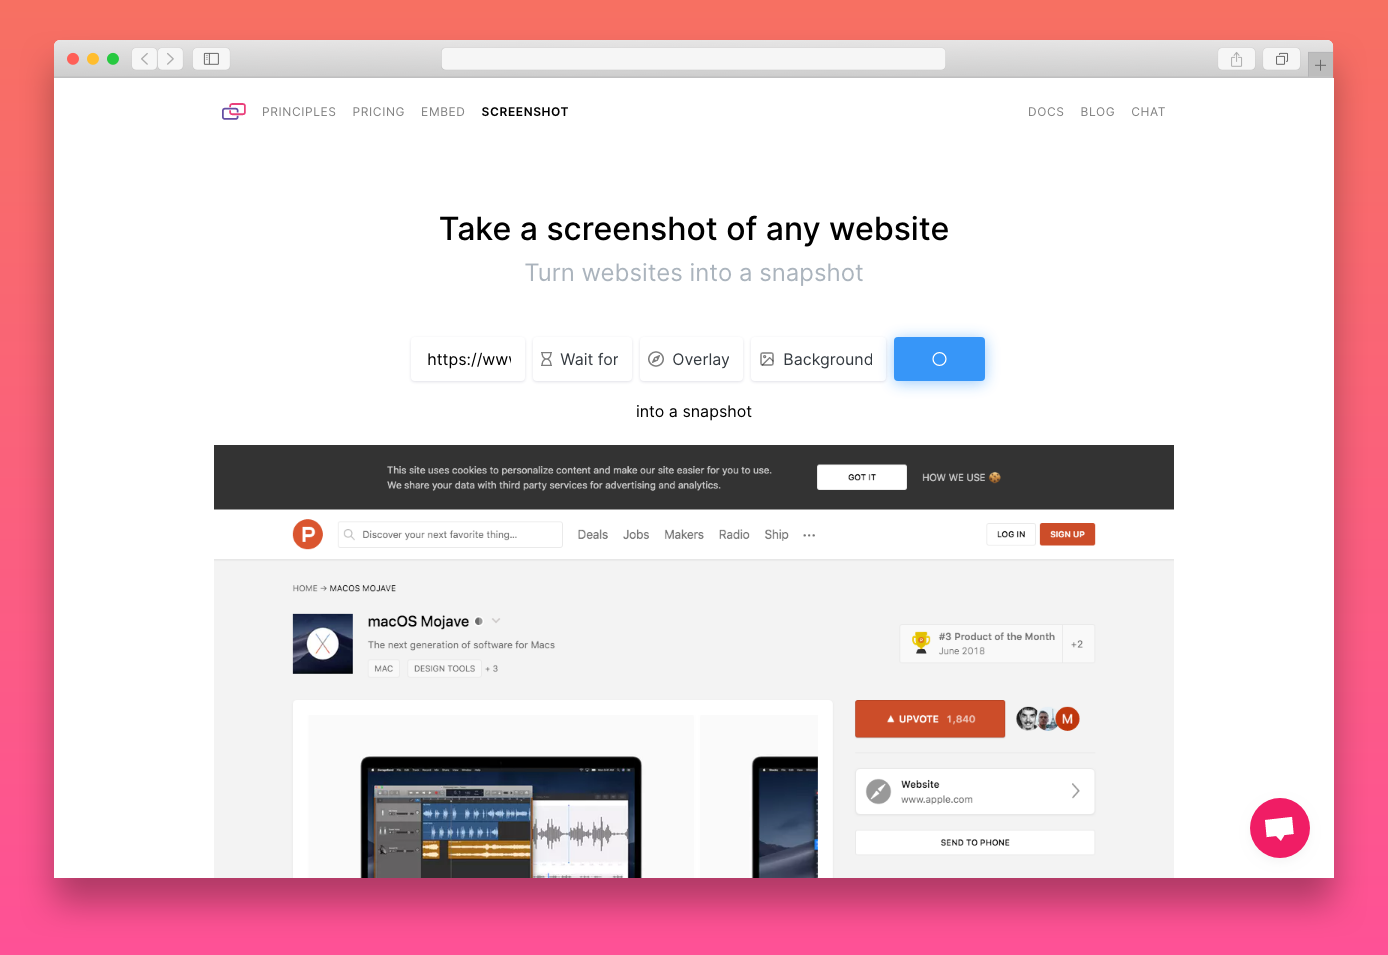 PRINCIPLES PRICING EMBED SCREENSHOT DOCS BLOG CHAT
Take a screenshot of any website
Turn websites into a snapshot
https://www Wait for Overlay Background
into a snapshot
This site uses cookies to personalize content and make our site easier for you to use.
We share your data with third party services for advertising and analytics.
GOT IT HOW WE USE
P Discover your next favorite thing... Deals Jobs Makers Radio Ship ... LOG IN SIGN UP
HOME → MACOS MOJAVE
macOS Mojave
The next generation of software for Macs
MAC DESIGN TOOLS + 3
#3 Product of the Month
June 2018
+2
UPVOTE 1,840
M
Website
www.apple.com
SEND TO PHONE